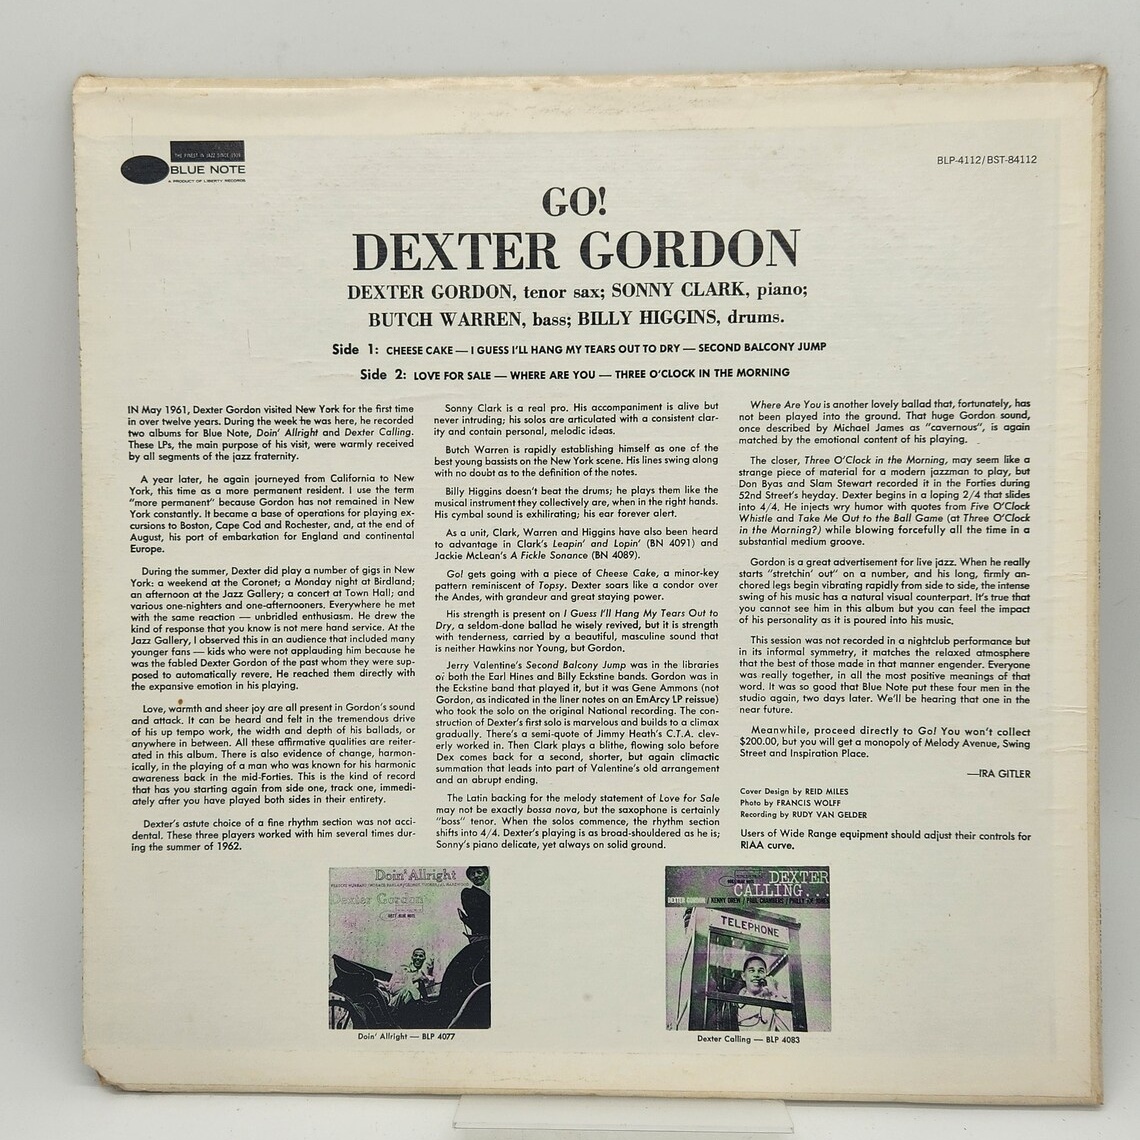 THE FINEST IN JAZZ SINCE 1939
BLUE NOTE
A PRODUCT OF LIBERTY RECORDS
BLP-4112/BST-84112
GO!
DEXTER GORDON
DEXTER GORDON, tenor sax; SONNY CLARK, piano;
BUTCH WARREN, bass; BILLY HIGGINS, drums.
Side 1: CHEESE CAKE — I GUESS I'LL HANG MY TEARS OUT TO DRY — SECOND BALCONY JUMP
Side 2: LOVE FOR SALE — WHERE ARE YOU — THREE O'CLOCK IN THE MORNING
IN May 1961, Dexter Gordon visited New York for the first time
in over twelve years. During the week he was here, he recorded
two albums for Blue Note, Doin' Allright and Dexter Calling.
These LPs, the main purpose of his visit, were warmly received
by all segments of the jazz fraternity.
A year later, he again journeyed from California to New
York, this time as a more permanent resident. I use the term
"more permanent" because Gordon has not remained in New
York constantly. It became a base of operations for playing ex-
cursions to Boston, Cape Cod and Rochester, and, at the end of
August, his port of embarkation for England and continental
Europe.
During the summer, Dexter did play a number of gigs in New
York: a weekend at the Coronet; a Monday night at Birdland;
an afternoon at the Jazz Gallery; a concert at Town Hall; and
various one-nighters and one-afternooners. Everywhere he met
with the same reaction — unbridled enthusiasm. He drew the
kind of response that you know is not mere hand service. At the
Jazz Gallery, I observed this in an audience that included many
younger fans — kids who were not applauding him because he
was the fabled Dexter Gordon of the past whom they were sup-
posed to automatically revere. He reached them directly with
the expansive emotion in his playing.
Love, warmth and sheer joy are all present in Gordon's sound
and attack. It can be heard and felt in the tremendous drive
of his up tempo work, the width and depth of his ballads, or
anywhere in between. All these affirmative qualities are reiter-
ated in this album. There is also evidence of change, harmon-
ically, in the playing of a man who was known for his harmonic
awareness back in the mid-Forties. This is the kind of record
that has you starting again from side one, track one, immedi-
ately after you have played both sides in their entirety.
Dexter's astute choice of a fine rhythm section was not acci-
dental. These three players worked with him several times dur-
ing the summer of 1962.
Sonny Clark is a real pro. His accompaniment is alive but
never intruding; his solos are articulated with a consistent clar-
ity and contain personal, melodic ideas.
Butch Warren is rapidly establishing himself as one of the
best young bassists on the New York scene. His lines swing along
with no doubt as to the definition of the notes.
Billy Higgins doesn't beat the drums; he plays them like the
musical instrument they collectively are, when in the right hands.
His cymbal sound is exhilirating; his ear forever alert.
As a unit, Clark, Warren and Higgins have also been heard
to advantage in Clark's Leapin' and Lopin' (BN 4091) and
Jackie McLean's A Fickle Sonance (BN 4089).
Go! gets going with a piece of Cheese Cake, a minor-key
pattern reminiscent of Topsy. Dexter soars like a condor over
the Andes, with grandeur and great staying power.
His strength is present on I Guess I'll Hang My Tears Out to
Dry, a seldom-done ballad he wisely revived, but it is strength
with tenderness, carried by a beautiful, masculine sound that
is neither Hawkins nor Young, but Gordon.
Jerry Valentine's Second Balcony Jump was in the libraries
of both the Earl Hines and Billy Eckstine bands. Gordon was in
the Eckstine band that played it, but it was Gene Ammons (not
Gordon, as indicated in the liner notes on an EmArcy LP reissue)
who took the solo on the original National recording. The con-
struction of Dexter's first solo is marvelous and builds to a climax
gradually. There's a semi-quote of Jimmy Heath's C.T.A. clev-
erly worked in. Then Clark plays a blithe, flowing solo before
Dex comes back for a second, shorter, but again climactic
summation that leads into part of Valentine's old arrangement
and an abrupt ending.
The Latin backing for the melody statement of Love for Sale
may not be exactly bossa nova, but the saxophone is certainly
"boss" tenor. When the solos commence, the rhythm section
shifts into 4/4. Dexter's playing is as broad-shouldered as he is;
Sonny's piano delicate, yet always on solid ground.
Where Are You is another lovely ballad that, fortunately, has
not been played into the ground. That huge Gordon sound,
once described by Michael James as "cavernous", is again
matched by the emotional content of his playing.
The closer, Three O'Clock in the Morning, may seem like a
strange piece of material for a modern jazzman to play, but
Don Byas and Slam Stewart recorded it in the Forties during
52nd Street's heyday. Dexter begins in a loping 2/4 that slides
into 4/4. He injects wry humor with quotes from Five O'Clock
Whistle and Take Me Out to the Ball Game (at Three O'Clock
in the Morning?) while blowing forcefully all the time in a
substantial medium groove.
Gordon is a great advertisement for jazz. When he really
starts "stretchin' out" on a number, and his long, firmly an-
chored legs begin vibrating rapidly from side to side, the intense
swing of his music has a natural visual counterpart. It's true that
you cannot see him in this album but you can feel the impact
of his personality as it is poured into his music.
This session was not recorded in a nightclub performance but
in its informal symmetry, it matches the relaxed atmosphere
that the best of those made in that manner engender. Everyone
was really together, in all the most positive meanings of that
word. It was so good that Blue Note put these four men in the
studio again, two days later. We'll be hearing that one in the
near future.
Meanwhile, proceed directly to Go! You won't collect
$200.00, but you will get a monopoly of Melody Avenue, Swing
Street and Inspiration Place.
—IRA GITLER
Cover Design by REID MILES
Photo by FRANCIS WOLFF
Recording by RUDY VAN GELDER
Users of Wide Range equipment should adjust their controls for
RIAA curve.
Doin' Allright
Dexter Gordon
DEXTER
CALLING...
DEXTER GORDON / KENNY DREW / PAUL CHAMBERS / PHILLY JOE JONES
TELEPHONE
Doin' Allright — BLP 4077
Dexter Calling — BLP 4083